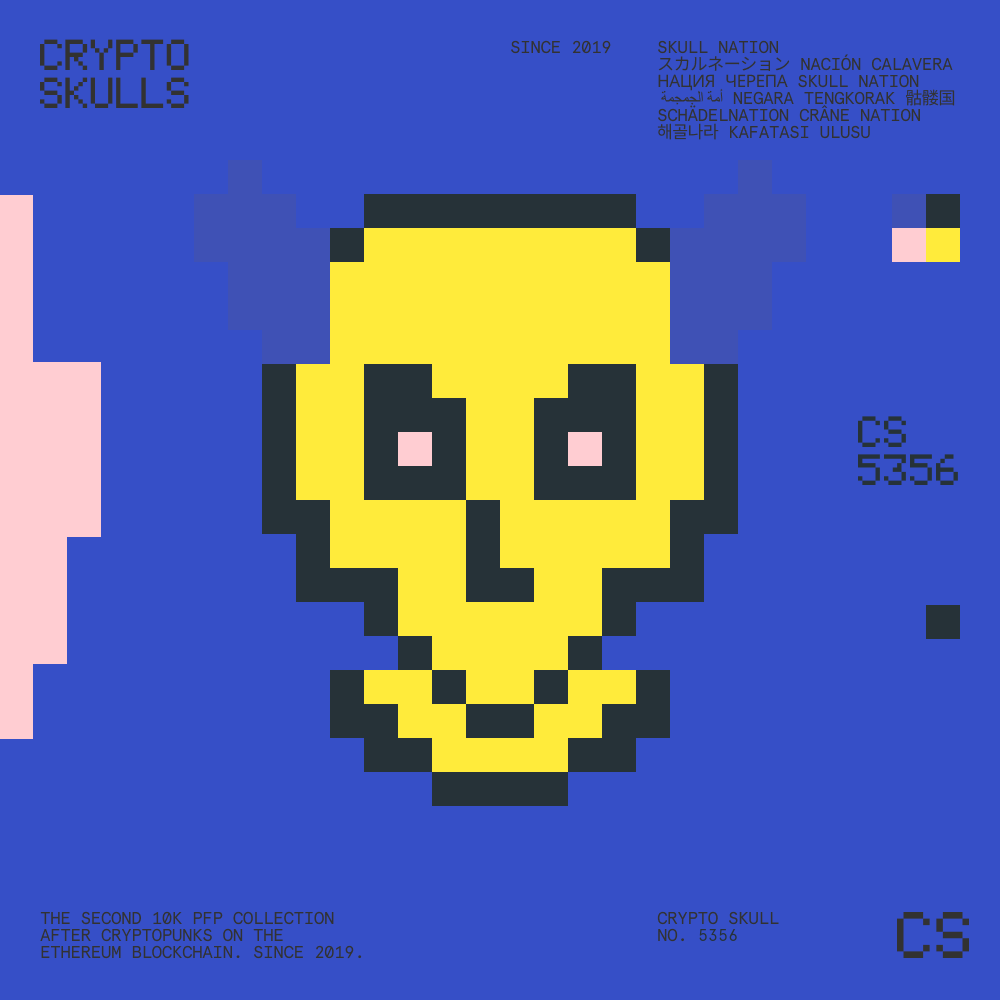 CRYPTO
SKULLS
SINCE 2019
SKULL NATION
スカルネーション NACIÓN CALAVERA
НАЦИЯ ЧЕРЕПА SKULL NATION
أمة الجمجمة NEGARA TENGKORAK 骷髅国
SCHÄDELNATION CRÂNE NATION
해골나라 KAFATASI ULUSU
CS
5356
THE SECOND 10K PFP COLLECTION
AFTER CRYPTOPUNKS ON THE
ETHEREUM BLOCKCHAIN. SINCE 2019.
CRYPTO SKULL
NO. 5356
CS